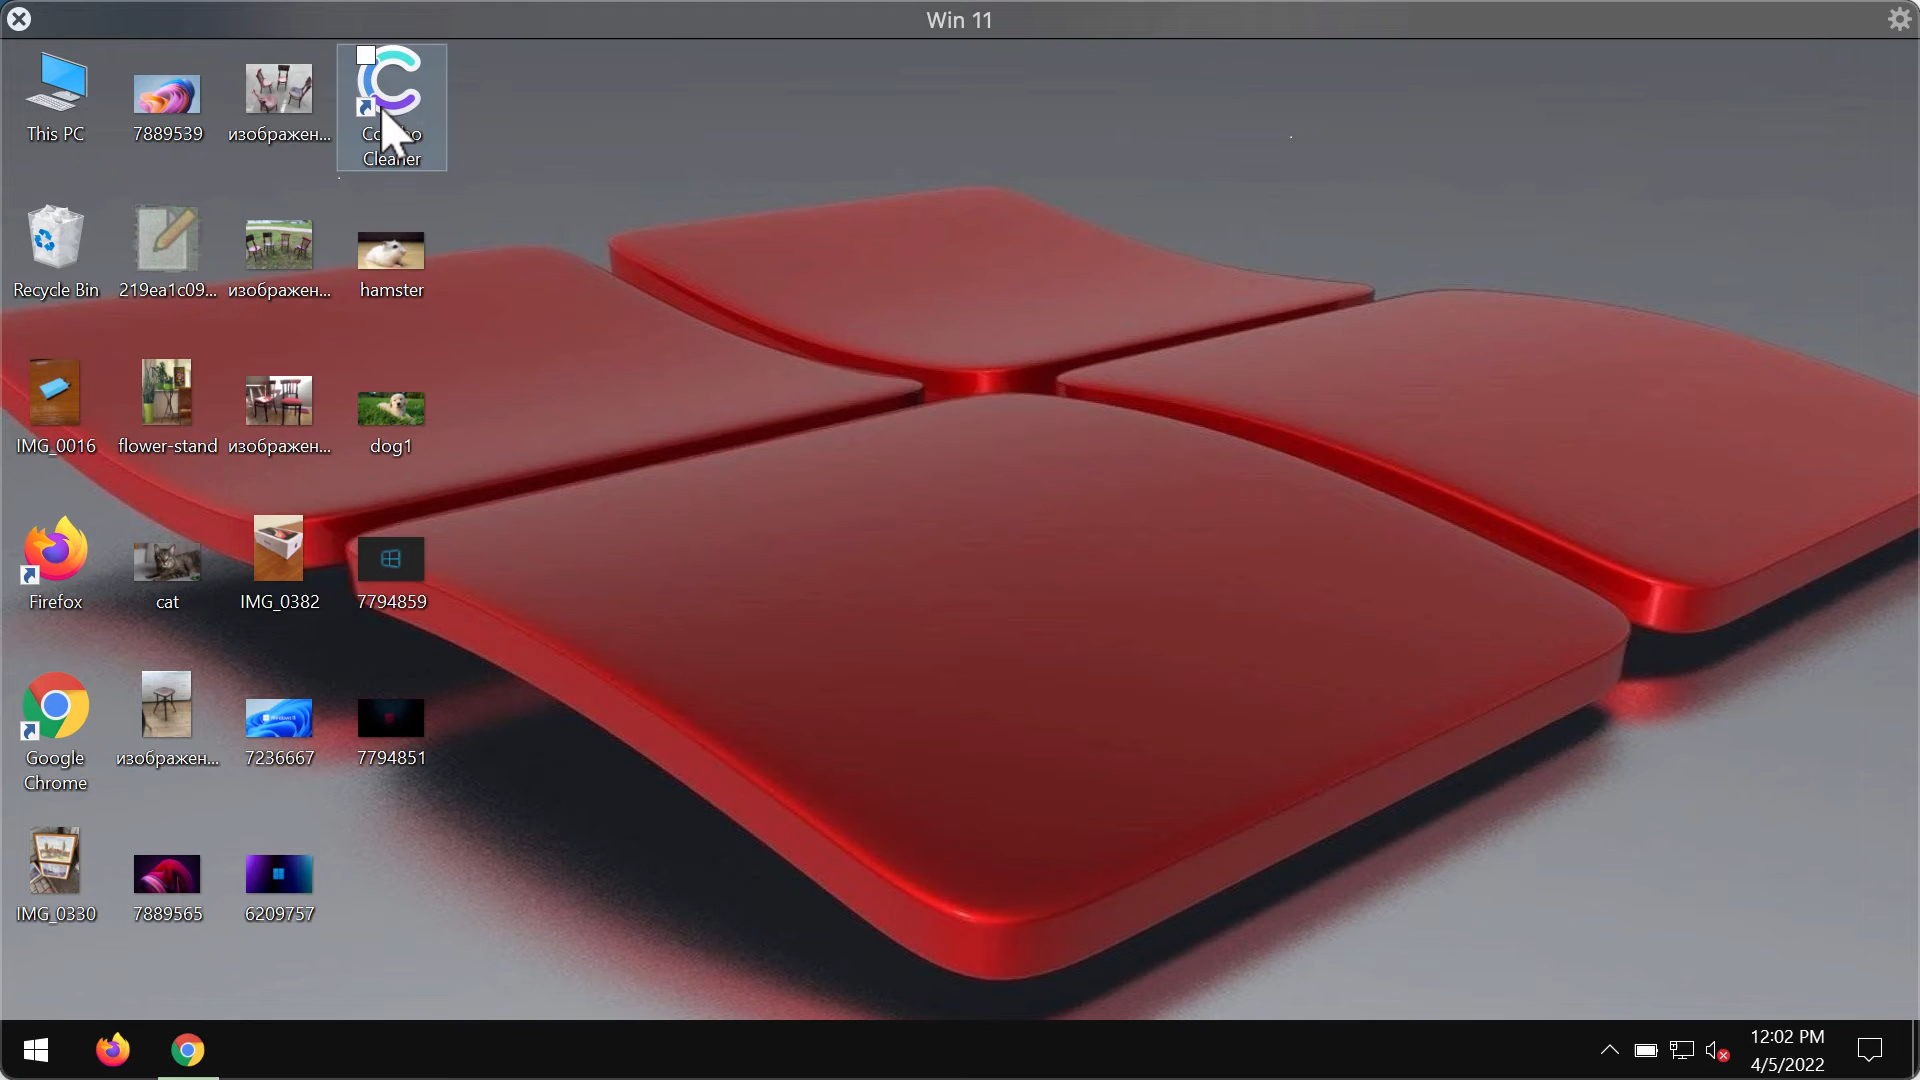 Win 11
This PC
7889539
изображен...
Cleaner
Recycle Bin
219ea1c09...
изображен...
hamster
IMG_0016
flower-stand
изображен...
dog1
Firefox
cat
IMG_0382
7794859
Google
Chrome
изображен...
7236667
7794851
IMG_0330
7889565
6209757
12:02 PM
4/5/2022